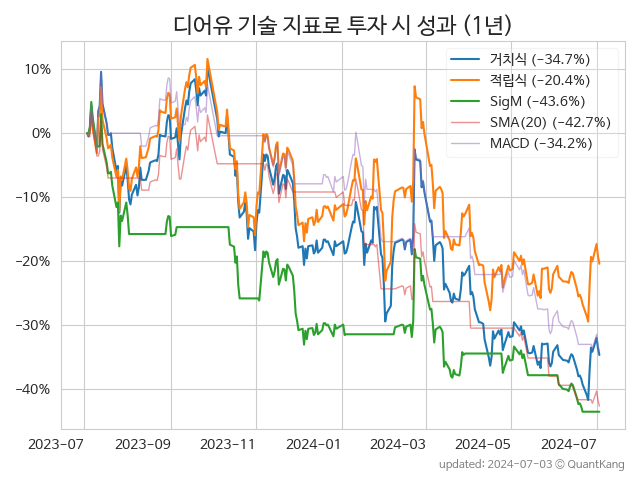 디어유 기술 지표로 투자 시 성과 (1년)
거치식 (−34.7%)
적립식 (−20.4%)
SigM (−43.6%)
SMA(20) (−42.7%)
MACD (−34.2%)
10%
0%
−10%
−20%
−30%
−40%
2023-07
2023-09
2023-11
2024-01
2024-03
2024-05
2024-07
updated: 2024-07-03 ⓒ QuantKang